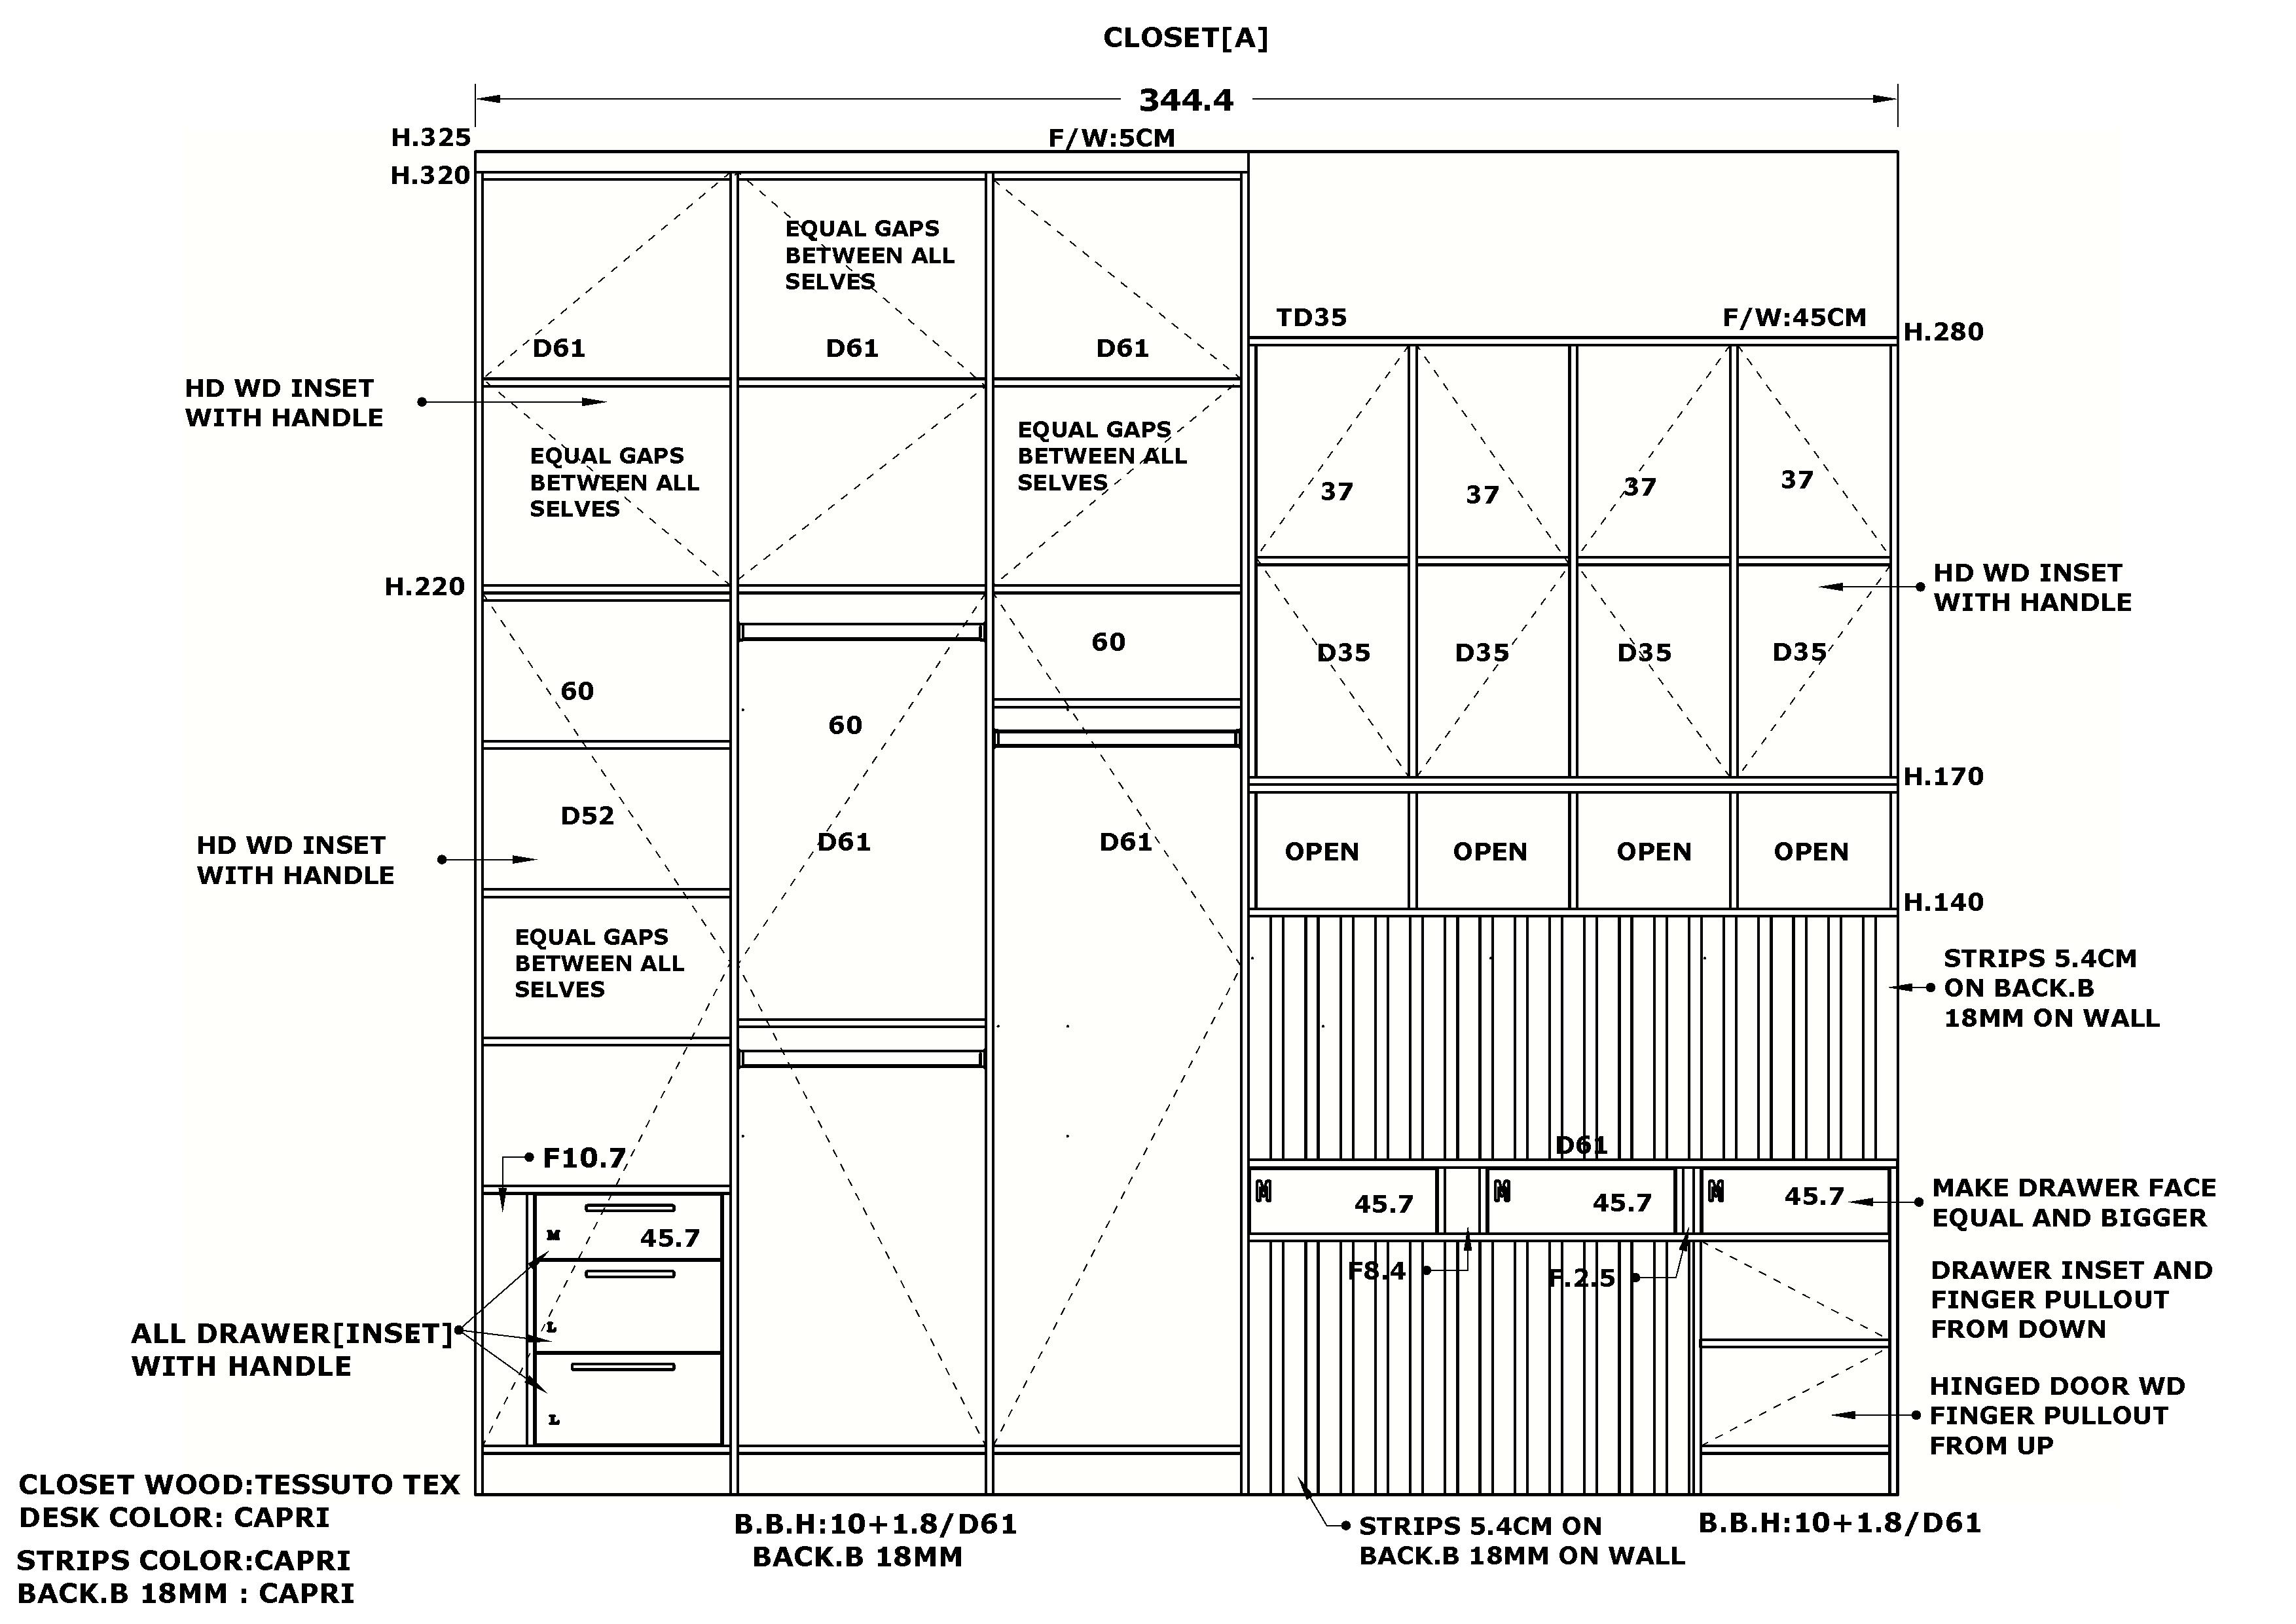 CLOSET[A]
344.4
H.325
F/W:5CM
H.320
EQUAL GAPS
BETWEEN ALL
SELVES
TD35
F/W:45CM
H.280
D61
D61
D61
HD WD INSET
WITH HANDLE
EQUAL GAPS
BETWEEN ALL
SELVES
EQUAL GAPS
BETWEEN ALL
SELVES
37
37
37
37
H.220
HD WD INSET
WITH HANDLE
60
60
60
D35
D35
D35
D35
H.170
D52
D61
D61
HD WD INSET
WITH HANDLE
OPEN
OPEN
OPEN
OPEN
H.140
EQUAL GAPS
BETWEEN ALL
SELVES
STRIPS 5.4CM
ON BACK.B
18MM ON WALL
F10.7
D61
M
45.7
M
45.7
M
45.7
MAKE DRAWER FACE
EQUAL AND BIGGER
M
45.7
F8.4
F.2.5
DRAWER INSET AND
FINGER PULLOUT
FROM DOWN
L
ALL DRAWER[INSET]
WITH HANDLE
L
HINGED DOOR WD
FINGER PULLOUT
FROM UP
CLOSET WOOD:TESSUTO TEX
DESK COLOR: CAPRI
STRIPS COLOR:CAPRI
BACK.B 18MM : CAPRI
B.B.H:10+1.8/D61
BACK.B 18MM
STRIPS 5.4CM ON
BACK.B 18MM ON WALL
B.B.H:10+1.8/D61